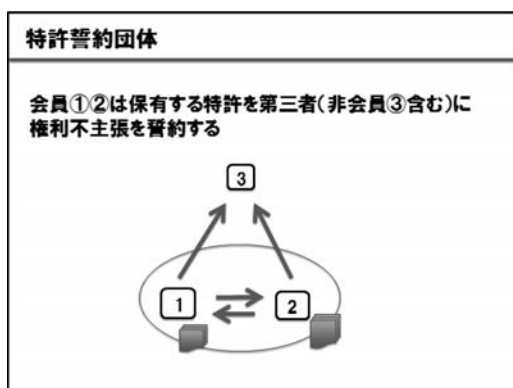 特許誓約団体
会員①②は保有する特許を第三者(非会員③含む)に
権利不主張を誓約する
3
1
2